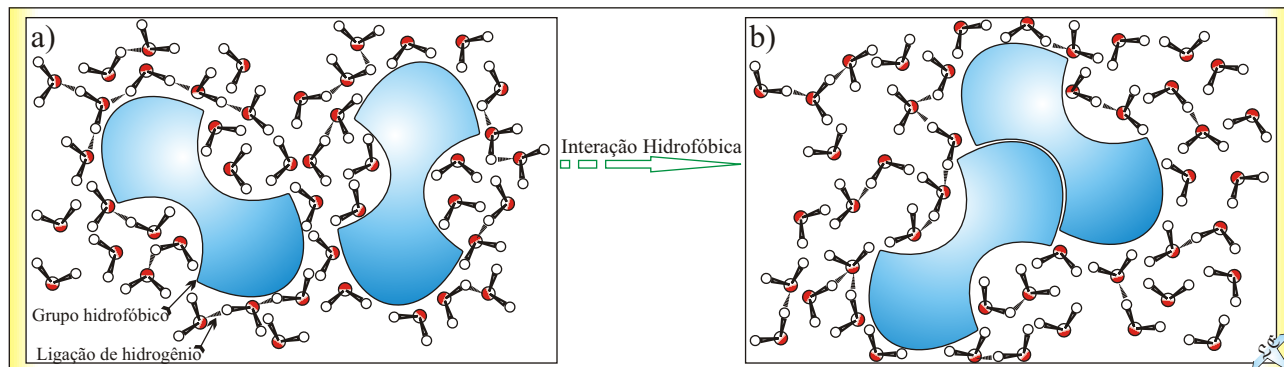 a)
Grupo hidrofóbico
Ligação de hidrogênio
Interação Hidrofóbica
b)